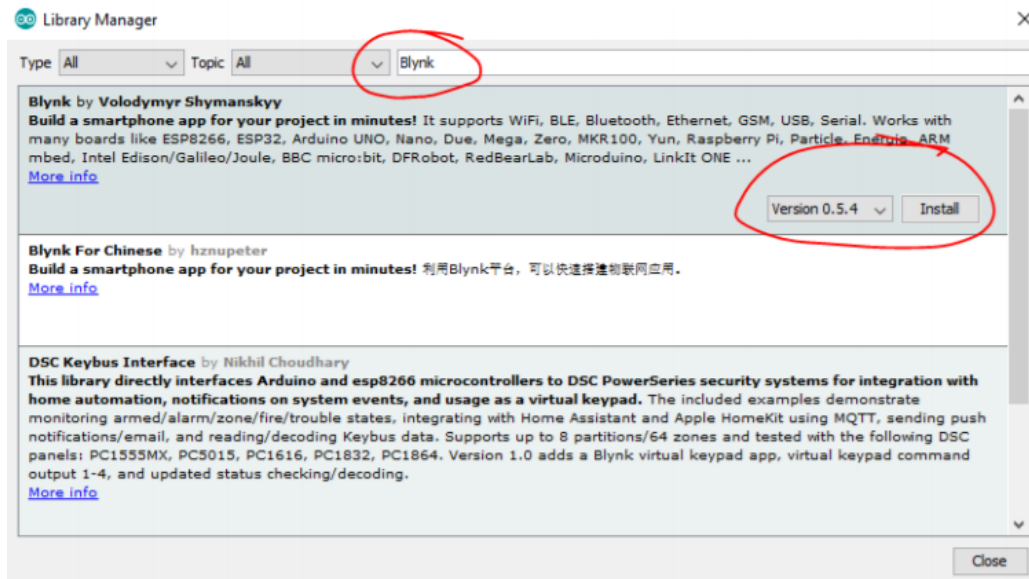 Library Manager
Type All Topic All Blynk
Blynk by Volodymyr Shymanskyy
Build a smartphone app for your project in minutes! It supports WiFi, BLE, Bluetooth, Ethernet, GSM, USB, Serial. Works with
many boards like ESP8266, ESP32, Arduino UNO, Nano, Due, Mega, Zero, MKR100, Yun, Raspberry Pi, Particle, Energia, ARM
mbed, Intel Edison/Galileo/Joule, BBC micro:bit, DFRobot, RedBearLab, Microduino, LinkIt ONE ...
More info
Version 0.5.4 Install
Blynk For Chinese by hznupeter
Build a smartphone app for your project in minutes! 利用Blynk平台，可以快速搭建物联网应用。
More info
DSC Keybus Interface by Nikhil Choudhary
This library directly interfaces Arduino and esp8266 microcontrollers to DSC PowerSeries security systems for integration with
home automation, notifications on system events, and usage as a virtual keypad. The included examples demonstrate
monitoring armed/alarm/zone/fire/trouble states, integrating with Home Assistant and Apple HomeKit using MQTT, sending push
notifications/email, and reading/decoding Keybus data. Supports up to 8 partitions/64 zones and tested with the following DSC
panels: PC1555MX, PC5015, PC1616, PC1832, PC1864. Version 1.0 adds a Blynk virtual keypad app, virtual keypad command
output 1-4, and updated status checking/decoding.
More info
Close